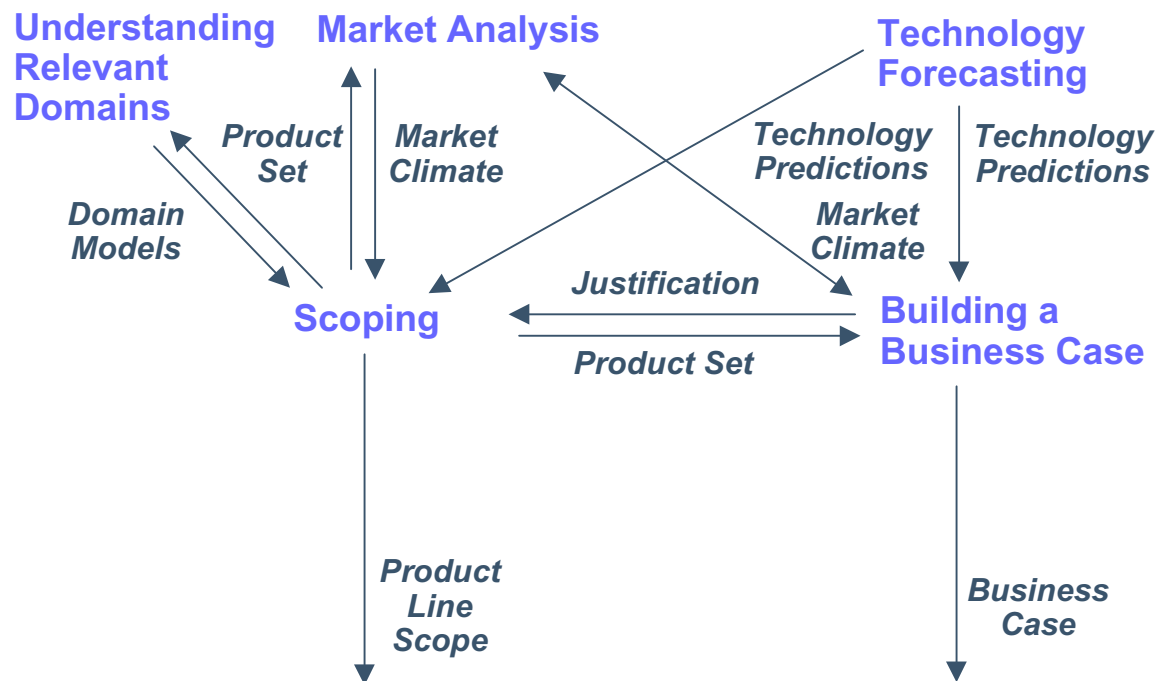 Understanding
Relevant
Domains
Market Analysis
Technology
Forecasting
Product
Set
Market
Climate
Technology
Predictions
Technology
Predictions
Domain
Models
Market
Climate
Justification
Scoping
Building a
Business Case
Product Set
Product
Line
Scope
Business
Case